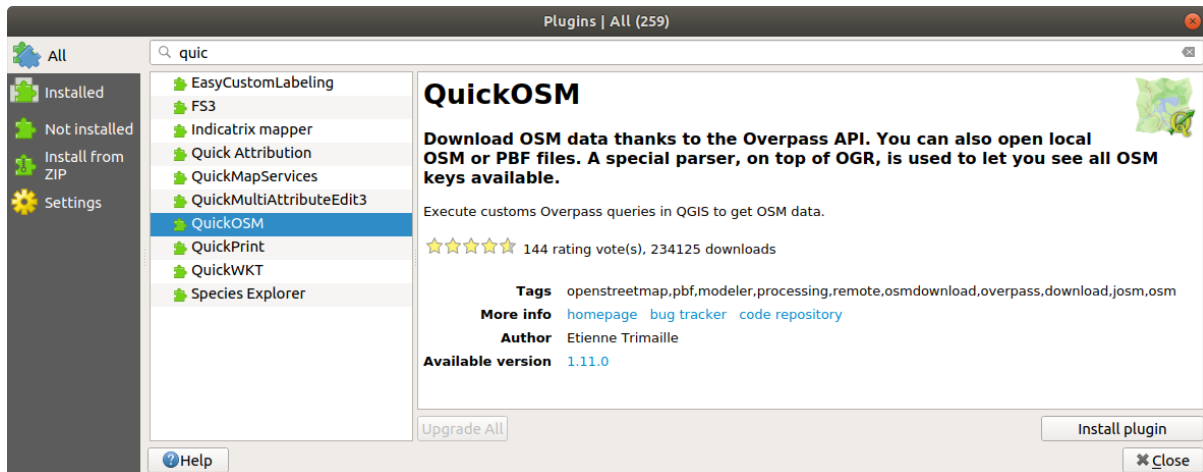 Plugins | All (259)
All
quic
Installed
Not installed
Install from
ZIP
Settings
EasyCustomLabeling
FS3
Indicatrix mapper
Quick Attribution
QuickMapServices
QuickMultiAttributeEdit3
QuickOSM
QuickPrint
QuickWKT
Species Explorer
QuickOSM
Download OSM data thanks to the Overpass API. You can also open local
OSM or PBF files. A special parser, on top of OGR, is used to let you see all OSM
keys available.
Execute customs Overpass queries in QGIS to get OSM data.
144 rating vote(s), 234125 downloads
Tags openstreetmap,pbf,modeler,processing,remote,osmdownload,overpass,download,josm,osm
More info homepage bug tracker code repository
Author Etienne Trimaille
Available version 1.11.0
Upgrade All
Install plugin
Help
Close